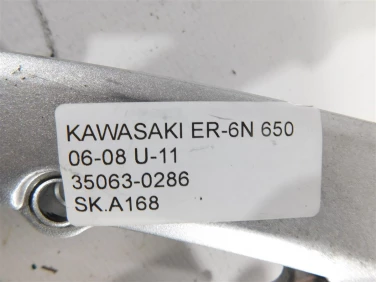 KAWASAKI ER-6N 650
06-08 U-11
35063-0286
SK.A168